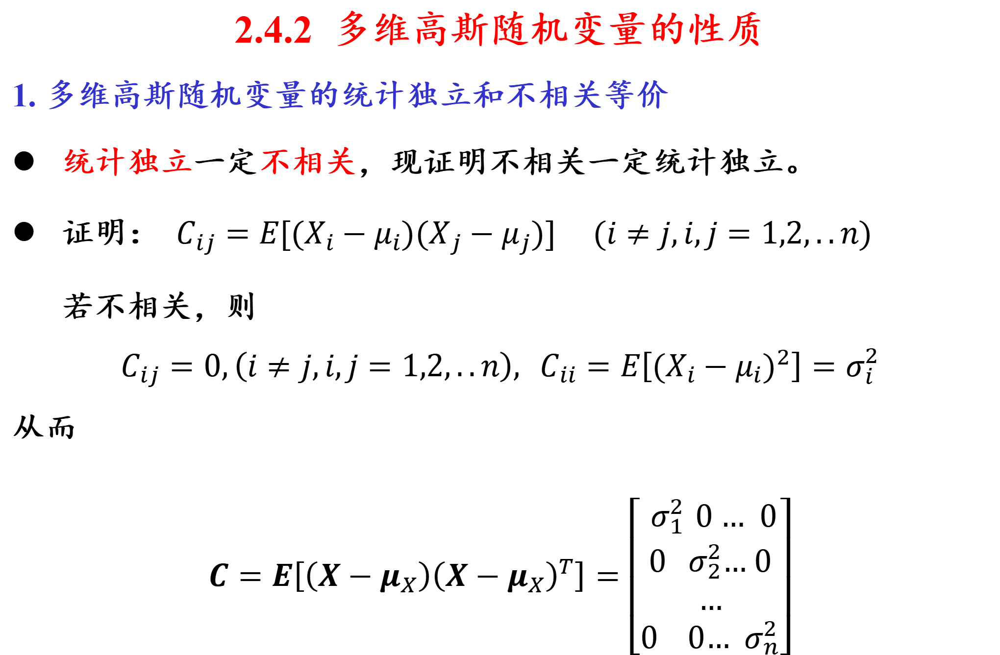 2.4.2 多维高斯随机变量的性质
1. 多维高斯随机变量的统计独立和不相关等价
● 统计独立一定不相关，现证明不相关一定统计独立。
● 证明： $C_{ij} = E[(X_i - \mu_i)(X_j - \mu_j)]$ $(i \neq j, i, j = 1,2,..n)$
若不相关，则
$C_{ij} = 0, (i \neq j, i, j = 1,2,..n)$, $C_{ii} = E[(X_i - \mu_i)^2] = \sigma_i^2$
从而
$\boldsymbol{C} = \boldsymbol{E}[(\boldsymbol{X} - \boldsymbol{\mu}_X)(\boldsymbol{X} - \boldsymbol{\mu}_X)^T] = \begin{bmatrix} \sigma_1^2 & 0 & ... & 0 \\ 0 & \sigma_2^2 & ... & 0 \\ & ... & & \\ 0 & 0 & ... & \sigma_n^2 \end{bmatrix}$